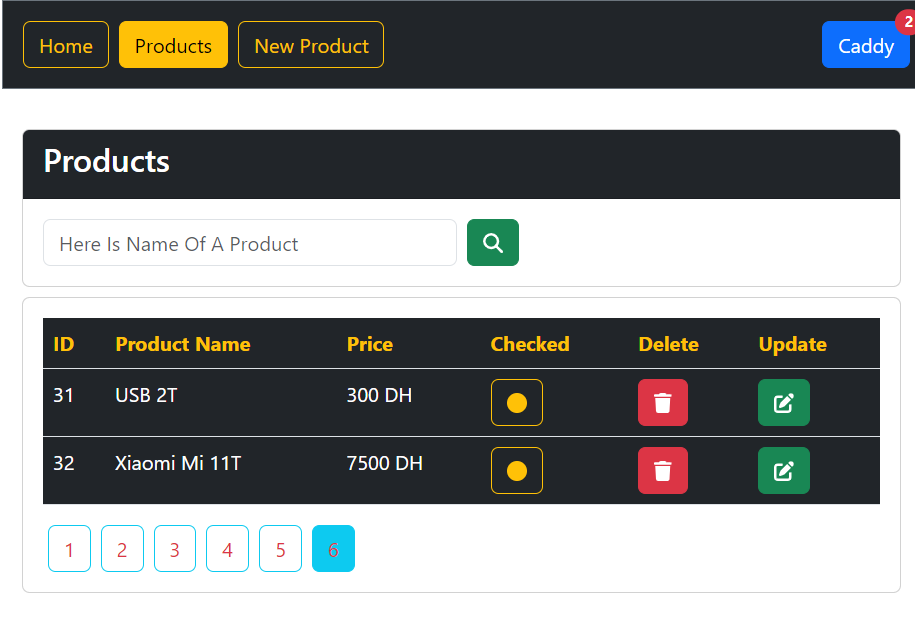 Home Products New Product Caddy 2
Products
Here Is Name Of A Product
ID Product Name Price Checked Delete Update
31 USB 2T 300 DH
32 Xiaomi Mi 11T 7500 DH
1 2 3 4 5 6